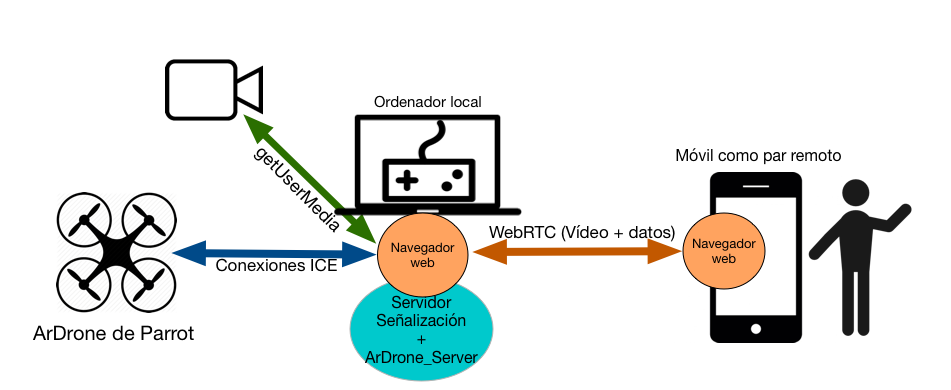 Ordenador local
getUserMedia
Móvil como par remoto
Navegador
web
WebRTC (Vídeo + datos)
Navegador
web
Conexiones ICE
Servidor
Señalización
+
ArDrone_Server
ArDrone de Parrot